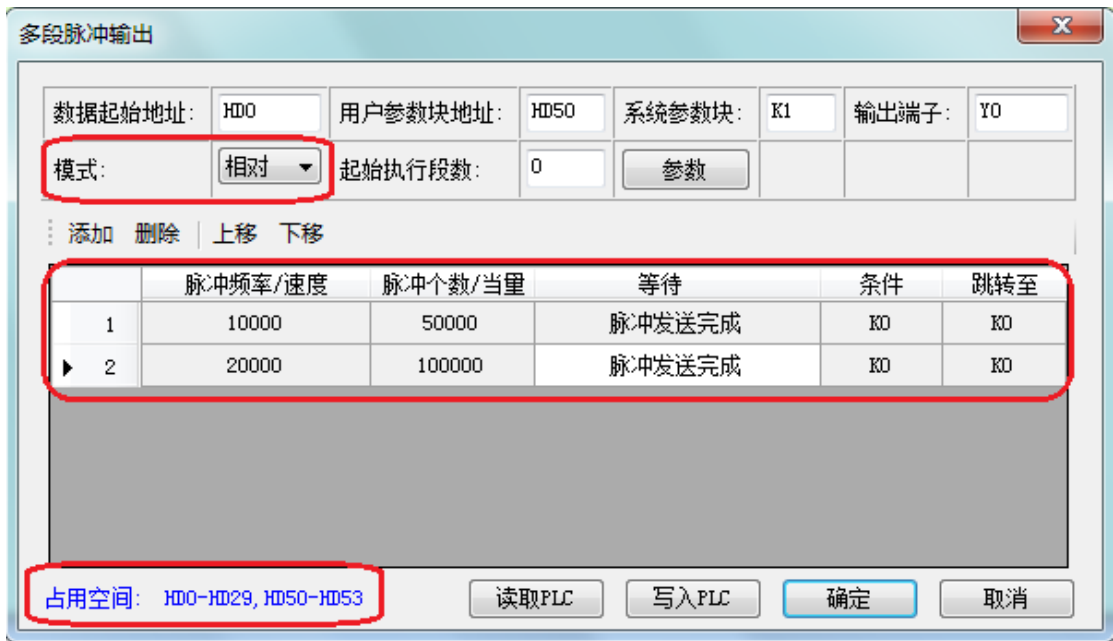 多段脉冲输出
数据起始地址: HD0 用户参数块地址: HD50 系统参数块: K1 输出端子: Y0
模式: 相对 起始执行段数: 0 参数
添加 删除 上移 下移
脉冲频率/速度 脉冲个数/当量 等待 条件 跳转至
1 10000 50000 脉冲发送完成 K0 K0
2 20000 100000 脉冲发送完成 K0 K0
占用空间: HD0-HD29,HD50-HD53 读取PLC 写入PLC 确定 取消